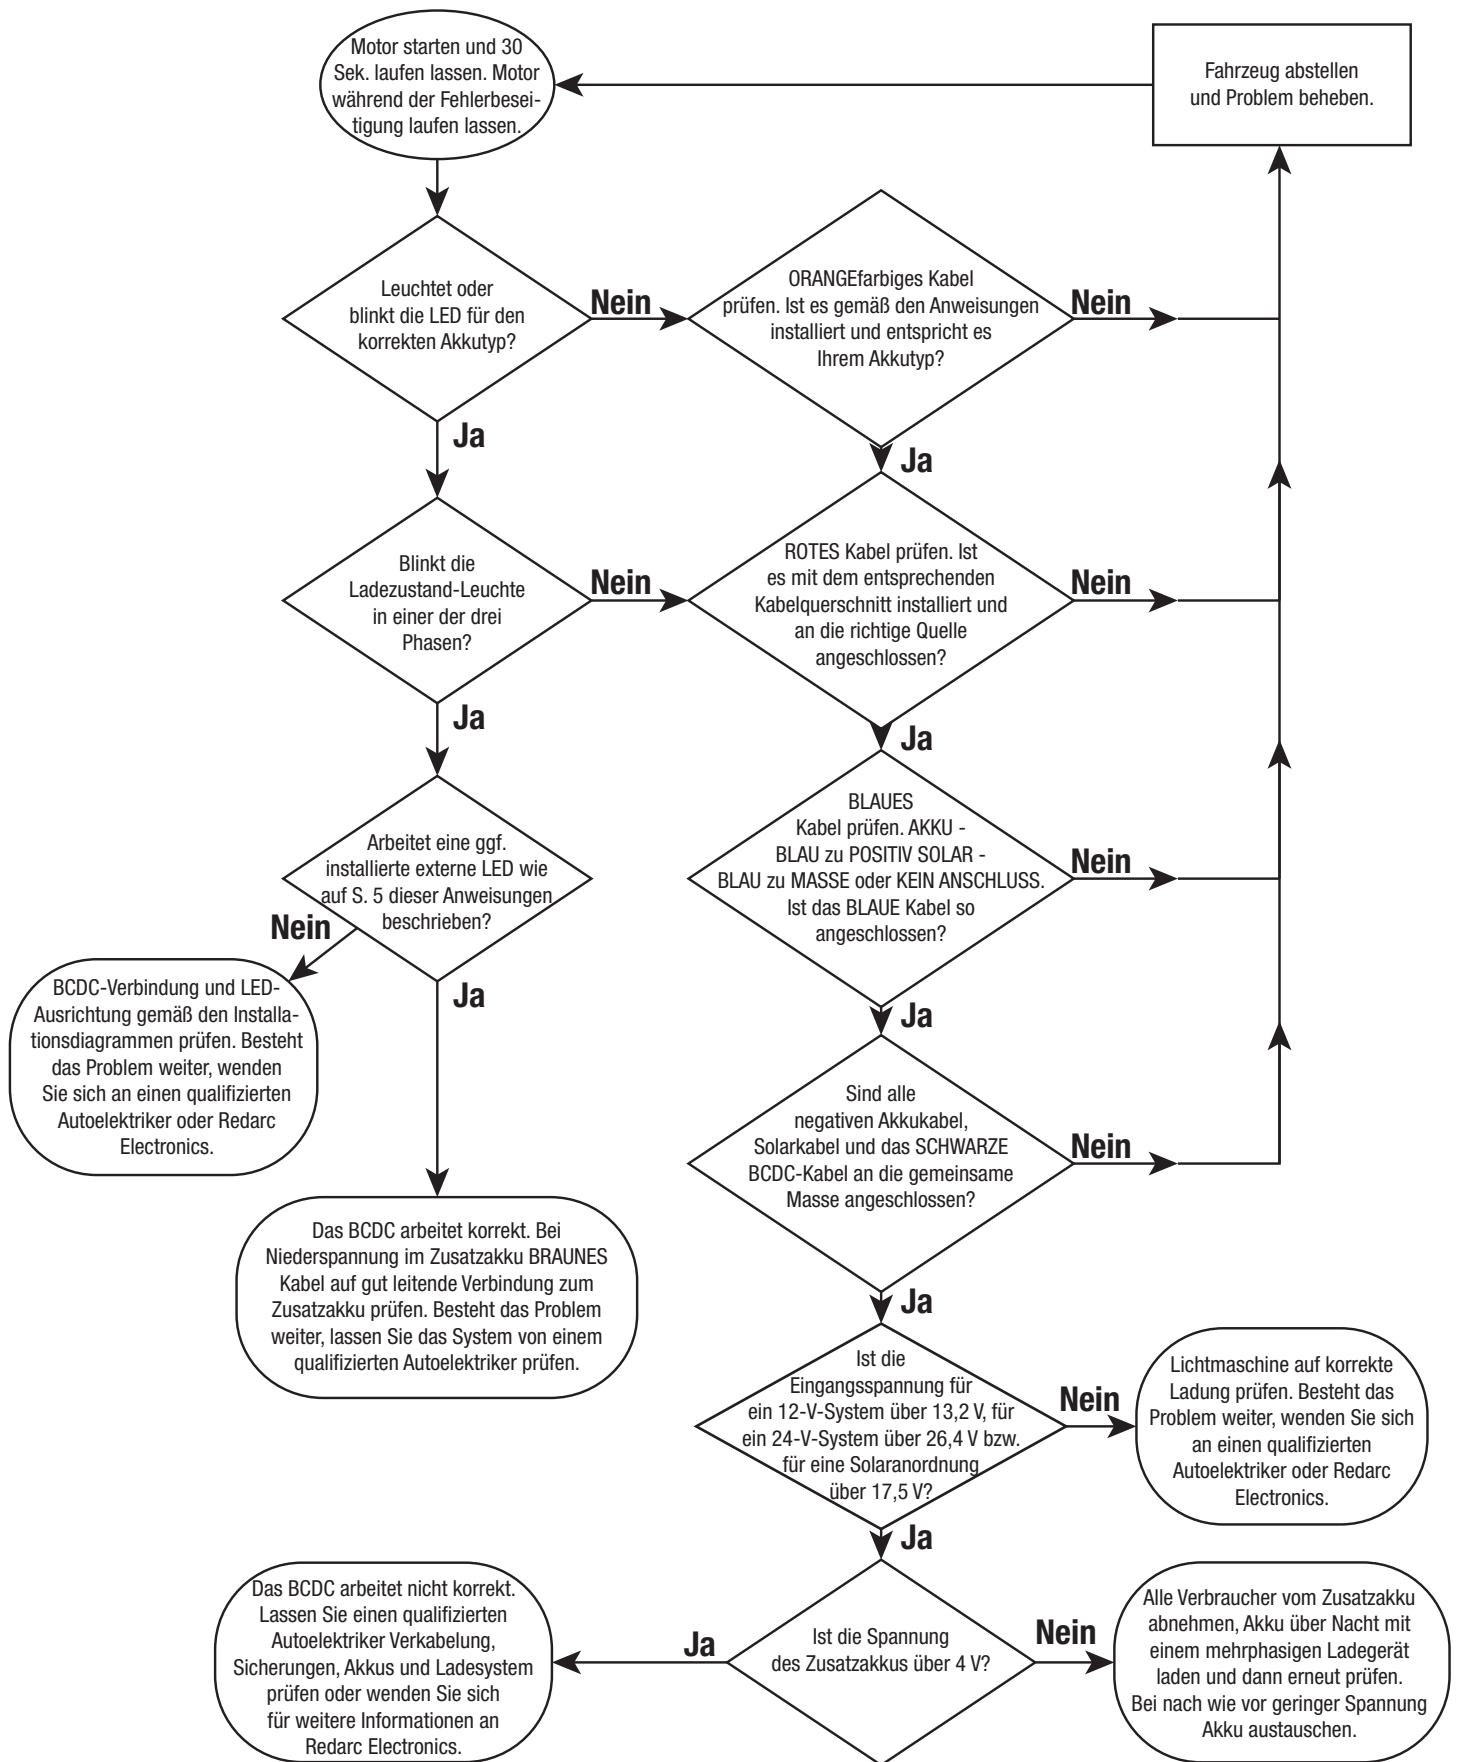 Motor starten und 30
Sek. laufen lassen. Motor
während der Fehlerbesei-
tigung laufen lassen.
Fahrzeug abstellen
und Problem beheben.
Leuchtet oder
blinkt die LED für den
korrekten Akkutyp?
Nein
ORANGEfarbiges Kabel
prüfen. Ist es gemäß den Anweisungen
installiert und entspricht es
Ihrem Akkutyp?
Nein
Ja
Ja
Blinkt die
Ladezustand-Leuchte
in einer der drei
Phasen?
Nein
ROTES Kabel prüfen. Ist
es mit dem entsprechenden
Kabelquerschnitt installiert und
an die richtige Quelle
angeschlossen?
Nein
Ja
Ja
Arbeitet eine ggf.
installierte externe LED wie
auf S. 5 dieser Anweisungen
beschrieben?
BLAUES
Kabel prüfen. AKKU -
BLAU zu POSITIV SOLAR -
BLAU zu MASSE oder KEIN ANSCHLUSS.
Ist das BLAUE Kabel so
angeschlossen?
Nein
Nein
Ja
Ja
BCDC-Verbindung und LED-
Ausrichtung gemäß den Installa-
tionsdiagrammen prüfen. Besteht
das Problem weiter, wenden
Sie sich an einen qualifizierten
Autoelektriker oder Redarc
Electronics.
Sind alle
negativen Akkukabel,
Solarkabel und das SCHWARZE
BCDC-Kabel an die gemeinsame
Masse angeschlossen?
Nein
Ja
Das BCDC arbeitet korrekt. Bei
Niederspannung im Zusatzakku BRAUNES
Kabel auf gut leitende Verbindung zum
Zusatzakku prüfen. Besteht das Problem
weiter, lassen Sie das System von einem
qualifizierten Autoelektriker prüfen.
Ist die
Eingangsspannung für
ein 12-V-System über 13,2 V, für
ein 24-V-System über 26,4 V bzw.
für eine Solaranordnung
über 17,5 V?
Nein
Lichtmaschine auf korrekte
Ladung prüfen. Besteht das
Problem weiter, wenden Sie sich
an einen qualifizierten
Autoelektriker oder Redarc
Electronics.
Ja
Das BCDC arbeitet nicht korrekt.
Lassen Sie einen qualifizierten
Autoelektriker Verkabelung,
Sicherungen, Akkus und Ladesystem
prüfen oder wenden Sie sich
für weitere Informationen an
Redarc Electronics.
Ja
Ist die Spannung
des Zusatzakkus über 4 V?
Nein
Alle Verbraucher vom Zusatzakku
abnehmen, Akku über Nacht mit
einem mehrphasigen Ladegerät
laden und dann erneut prüfen.
Bei nach wie vor geringer Spannung
Akku austauschen.